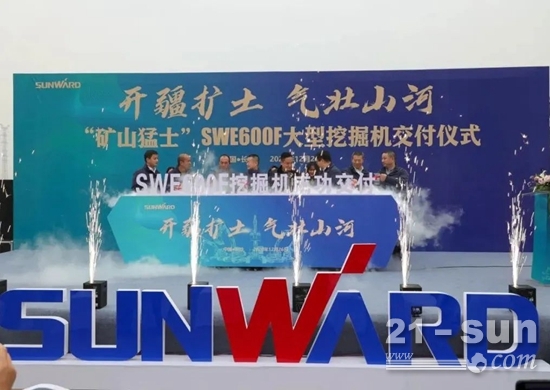 SUNWARD
开疆扩土 气壮山河
“矿山猛士”SWE600F大型挖掘机交付仪式
SWE600F挖掘机成功交付
SUNWARD
开疆扩土 气壮山河
SUNWARD
21-sun
.com